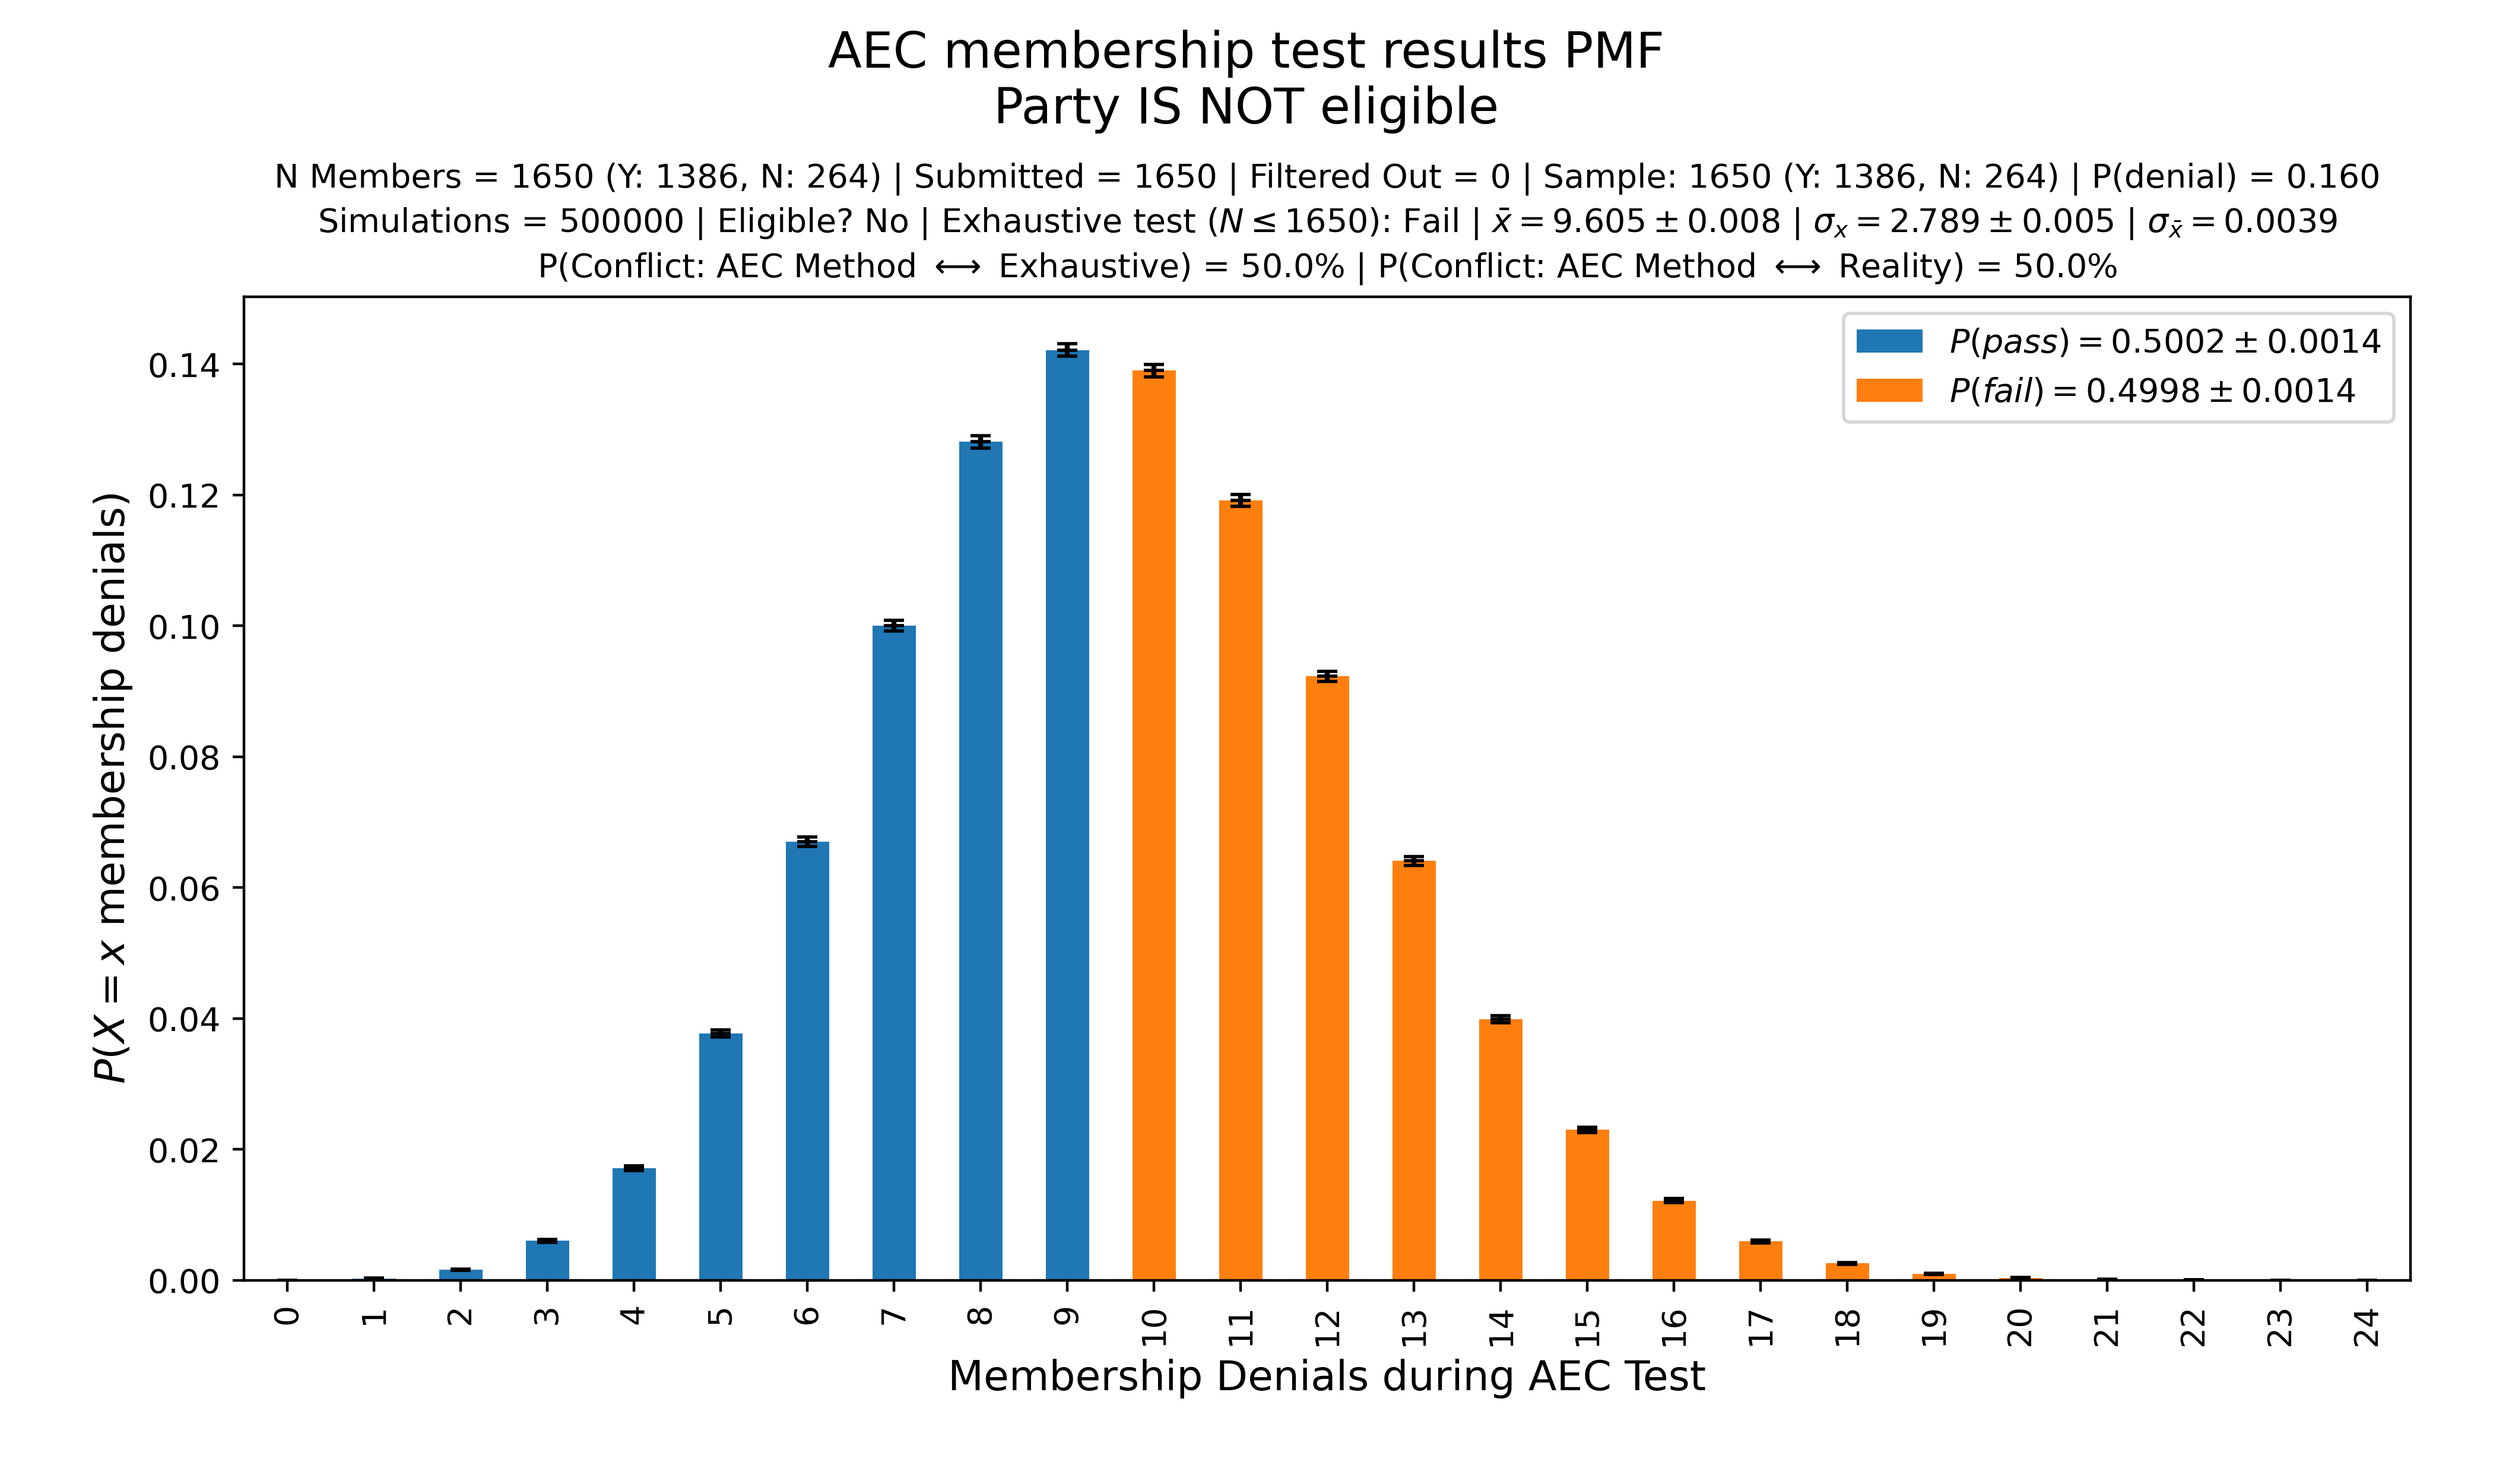 AEC membership test results PMF
Party IS NOT eligible
N Members = 1650 (Y: 1386, N: 264) | Submitted = 1650 | Filtered Out = 0 | Sample: 1650 (Y: 1386, N: 264) | P(denial) = 0.160
Simulations = 500000 | Eligible? No | Exhaustive test (N ≤ 1650): Fail | x̄ = 9.605 ± 0.008 | σₓ = 2.789 ± 0.005 | σ_x̄ = 0.0039
P(Conflict: AEC Method ⟷ Exhaustive) = 50.0% | P(Conflict: AEC Method ⟷ Reality) = 50.0%
P(pass) = 0.5002 ± 0.0014
P(fail) = 0.4998 ± 0.0014
P(X = x membership denials)
0.14
0.12
0.10
0.08
0.06
0.04
0.02
0.00
0 1 2 3 4 5 6 7 8 9 10 11 12 13 14 15 16 17 18 19 20 21 22 23 24
Membership Denials during AEC Test